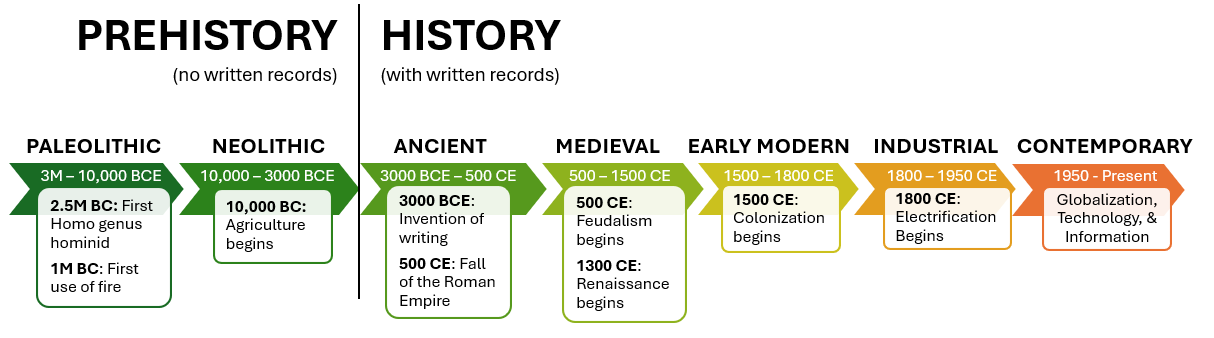 PREHISTORY
(no written records)
HISTORY
(with written records)
PALEOLITHIC
3M – 10,000 BCE
2.5M BC: First
Homo genus
hominid
1M BC: First
use of fire
NEOLITHIC
10,000 – 3000 BCE
10,000 BC:
Agriculture
begins
ANCIENT
3000 BCE – 500 CE
3000 BCE:
Invention of
writing
500 CE: Fall
of the Roman
Empire
MEDIEVAL
500 – 1500 CE
500 CE:
Feudalism
begins
1300 CE:
Renaissance
begins
EARLY MODERN
1500 – 1800 CE
1500 CE:
Colonization
begins
INDUSTRIAL
1800 – 1950 CE
1800 CE:
Electrification
Begins
CONTEMPORARY
1950 - Present
Globalization,
Technology, &
Information